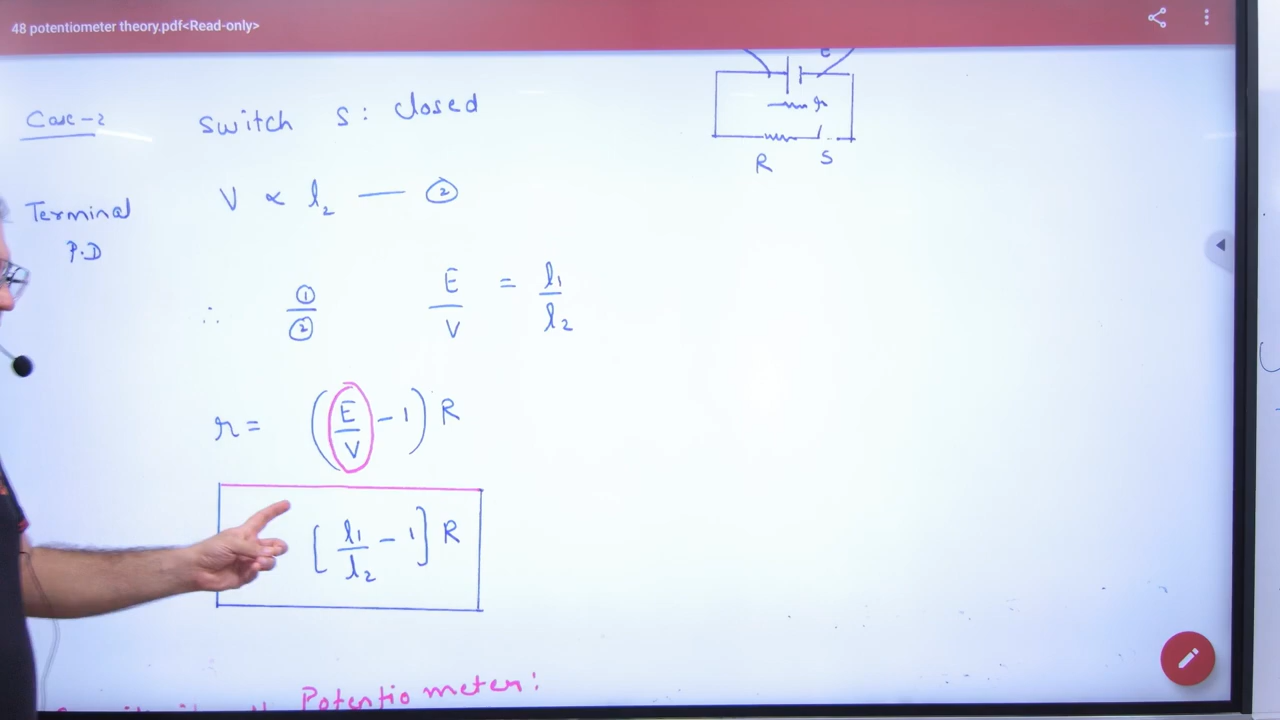 48 potentiometer theory.pdf<Read-only>
Case-2 Switch S: closed
E
r
R S
Terminal P.D
V ∝ l₂ — ②
∴ ①/② E/V = l₁/l₂
r = (E/V - 1) R
[l₁/l₂ - 1] R
Potentiometer: